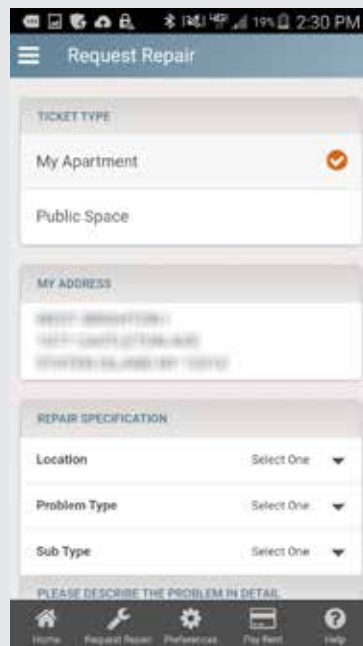 19% 2:30 PM
Request Repair
TICKET TYPE
My Apartment
Public Space
MY ADDRESS
REPAIR SPECIFICATION
Location Select One
Problem Type Select One
Sub Type Select One
PLEASE DESCRIBE THE PROBLEM IN DETAIL
Home Request Repair Preferences Pay Rent Help